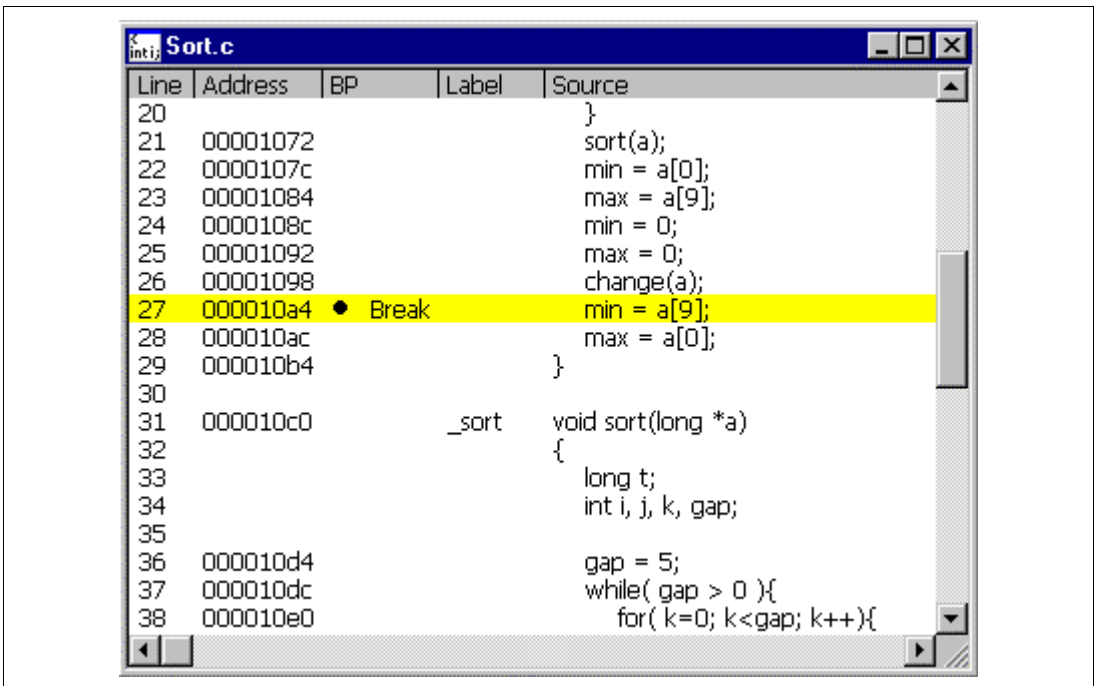 int i; Sort.c
Line Address BP Label Source
20 }
21 00001072 sort(a);
22 0000107c min = a[0];
23 00001084 max = a[9];
24 0000108c min = 0;
25 00001092 max = 0;
26 00001098 change(a);
27 000010a4 ● Break min = a[9];
28 000010ac max = a[0];
29 000010b4 }
30
31 000010c0 _sort void sort(long *a)
32 {
33 long t;
34 int i, j, k, gap;
35
36 000010d4 gap = 5;
37 000010dc while( gap > 0 ){
38 000010e0 for( k=0; k<gap; k++){